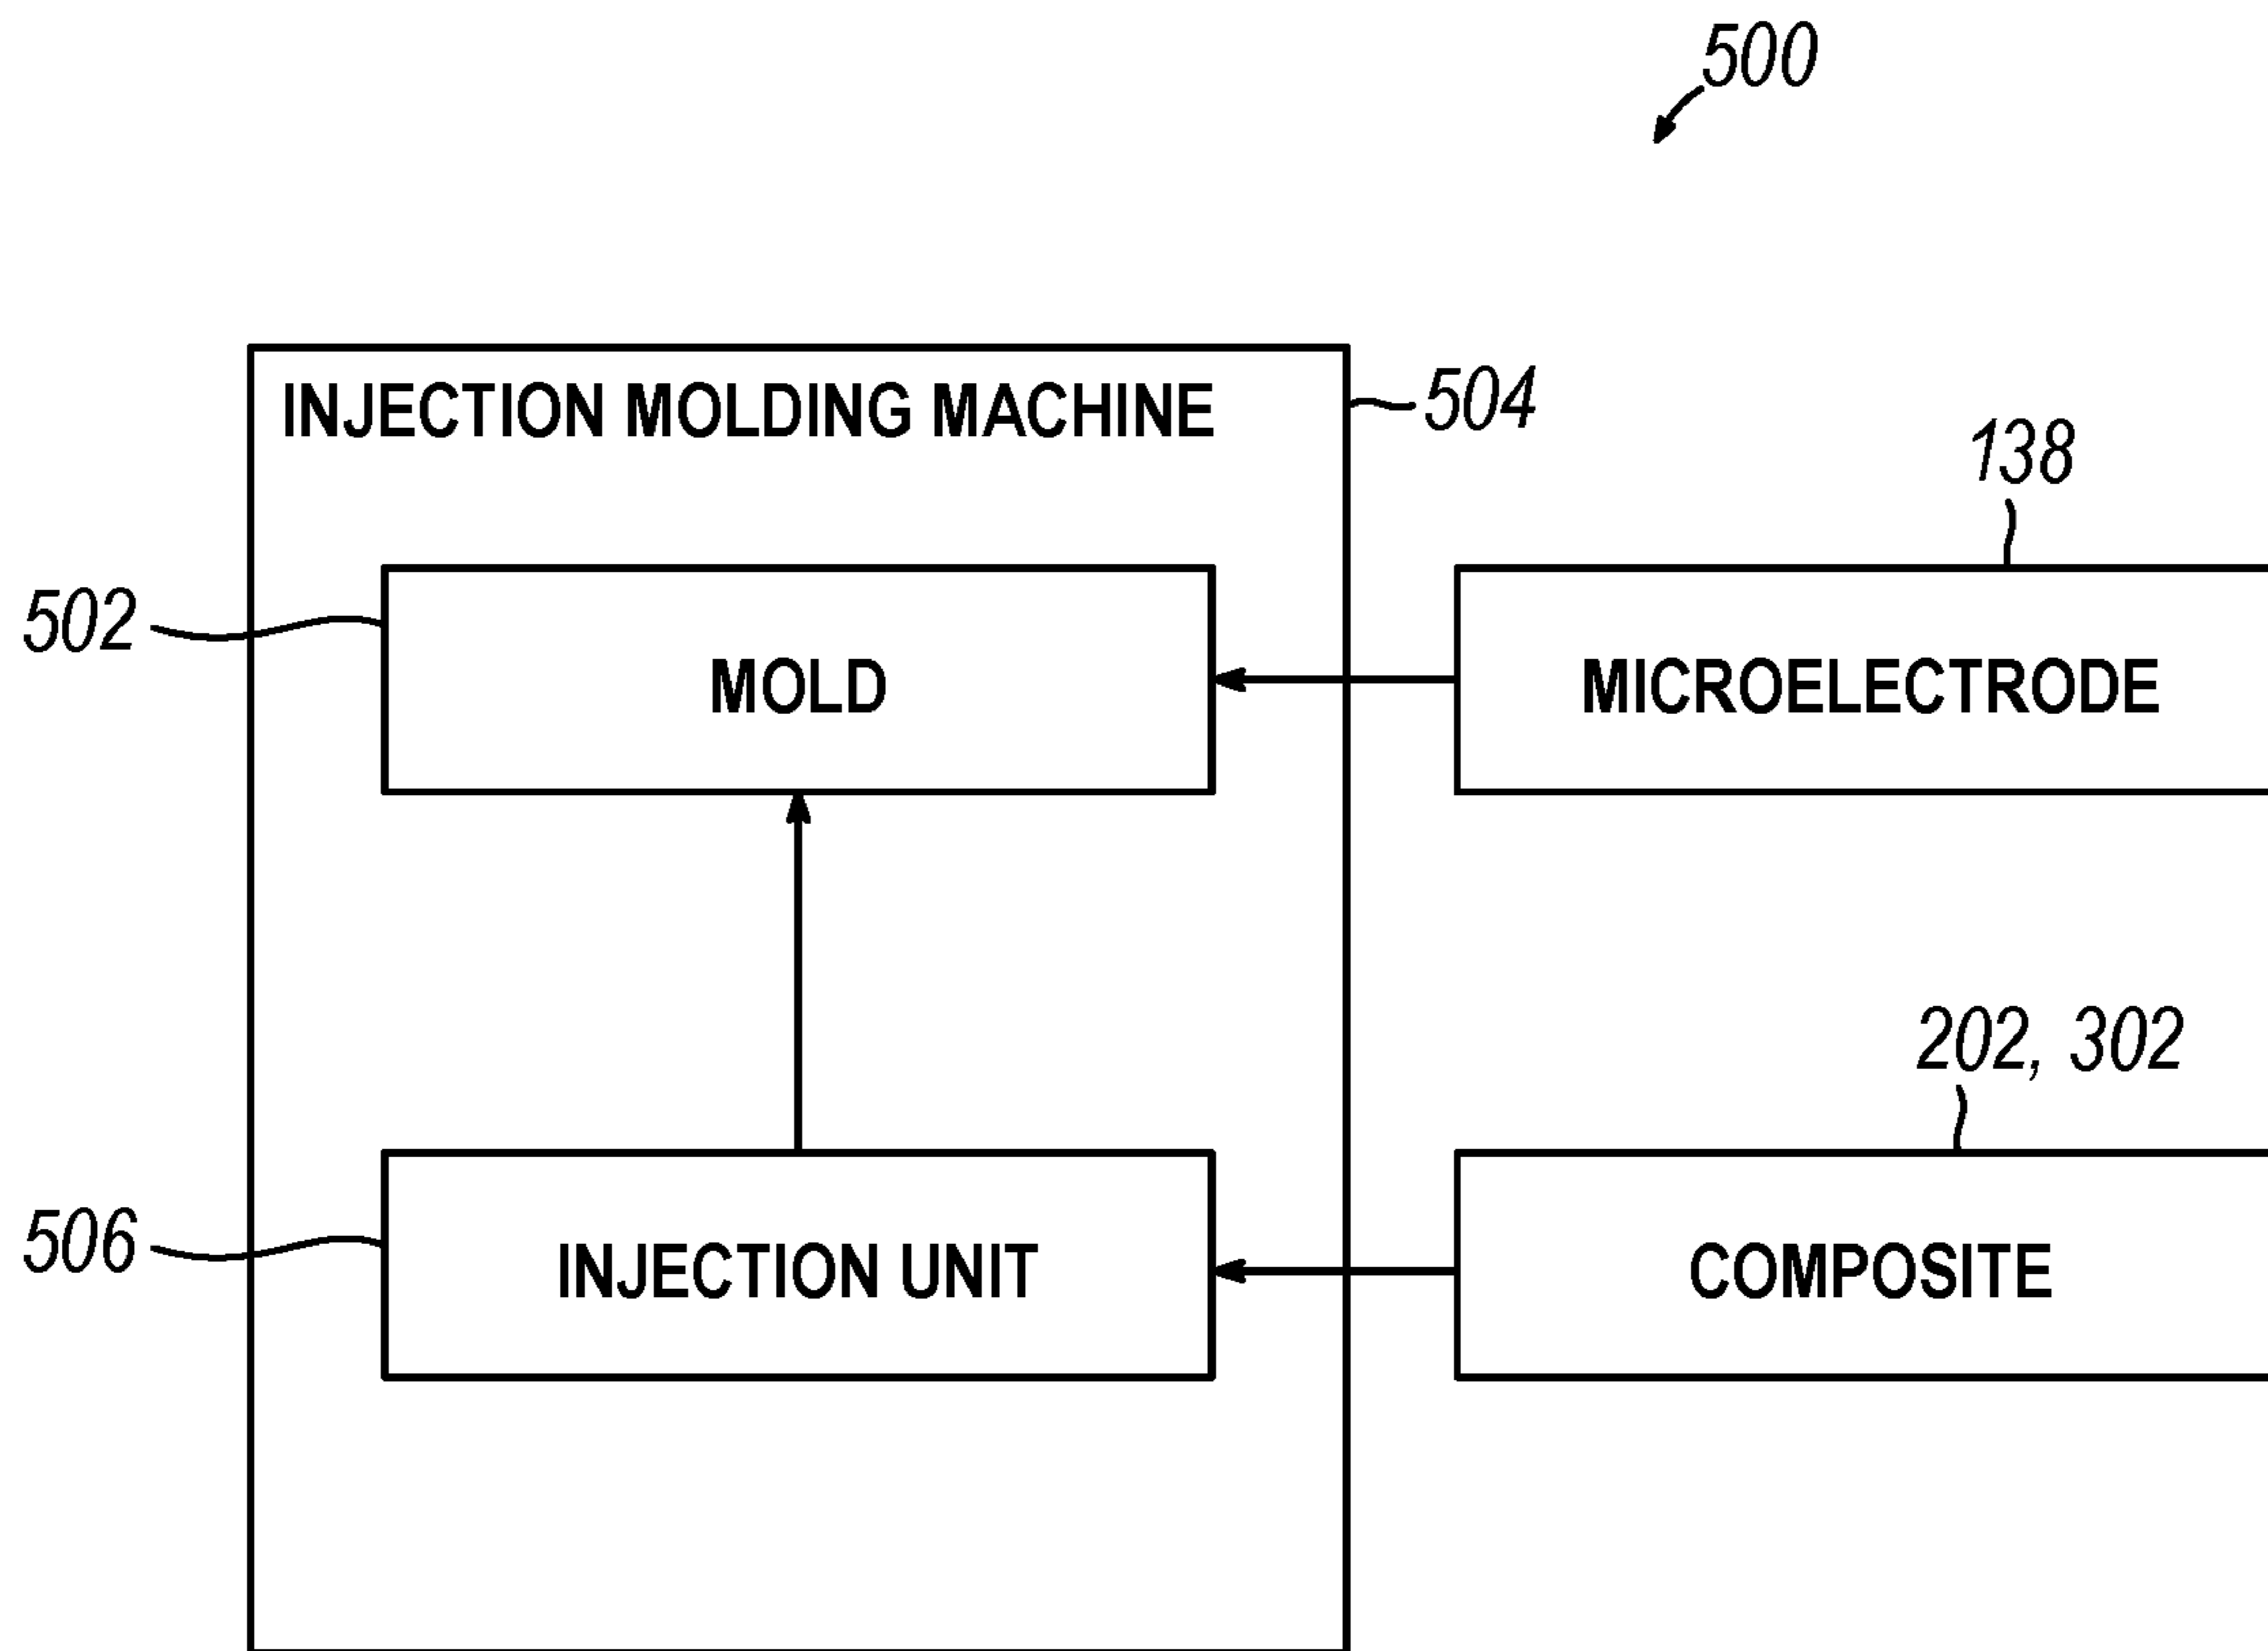 500
INJECTION MOLDING MACHINE
504
138
502
MOLD
MICROELECTRODE
202, 302
506
INJECTION UNIT
COMPOSITE